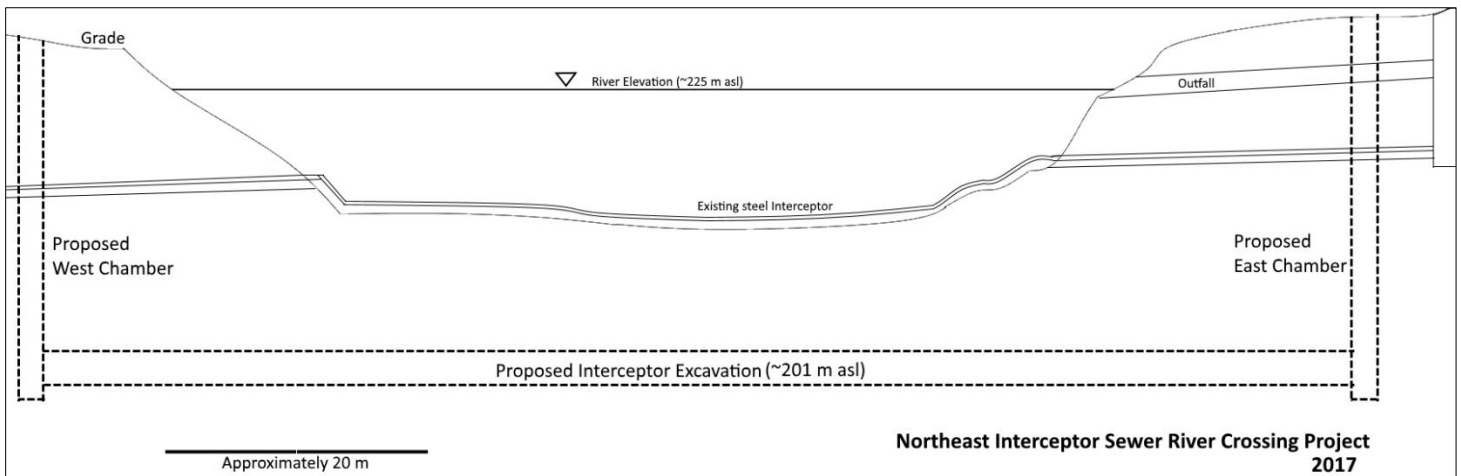 Grade
River Elevation (~225 m asl)
Outfall
Existing steel Interceptor
Proposed
West Chamber
Proposed
East Chamber
Proposed Interceptor Excavation (~201 m asl)
Approximately 20 m
Northeast Interceptor Sewer River Crossing Project
2017